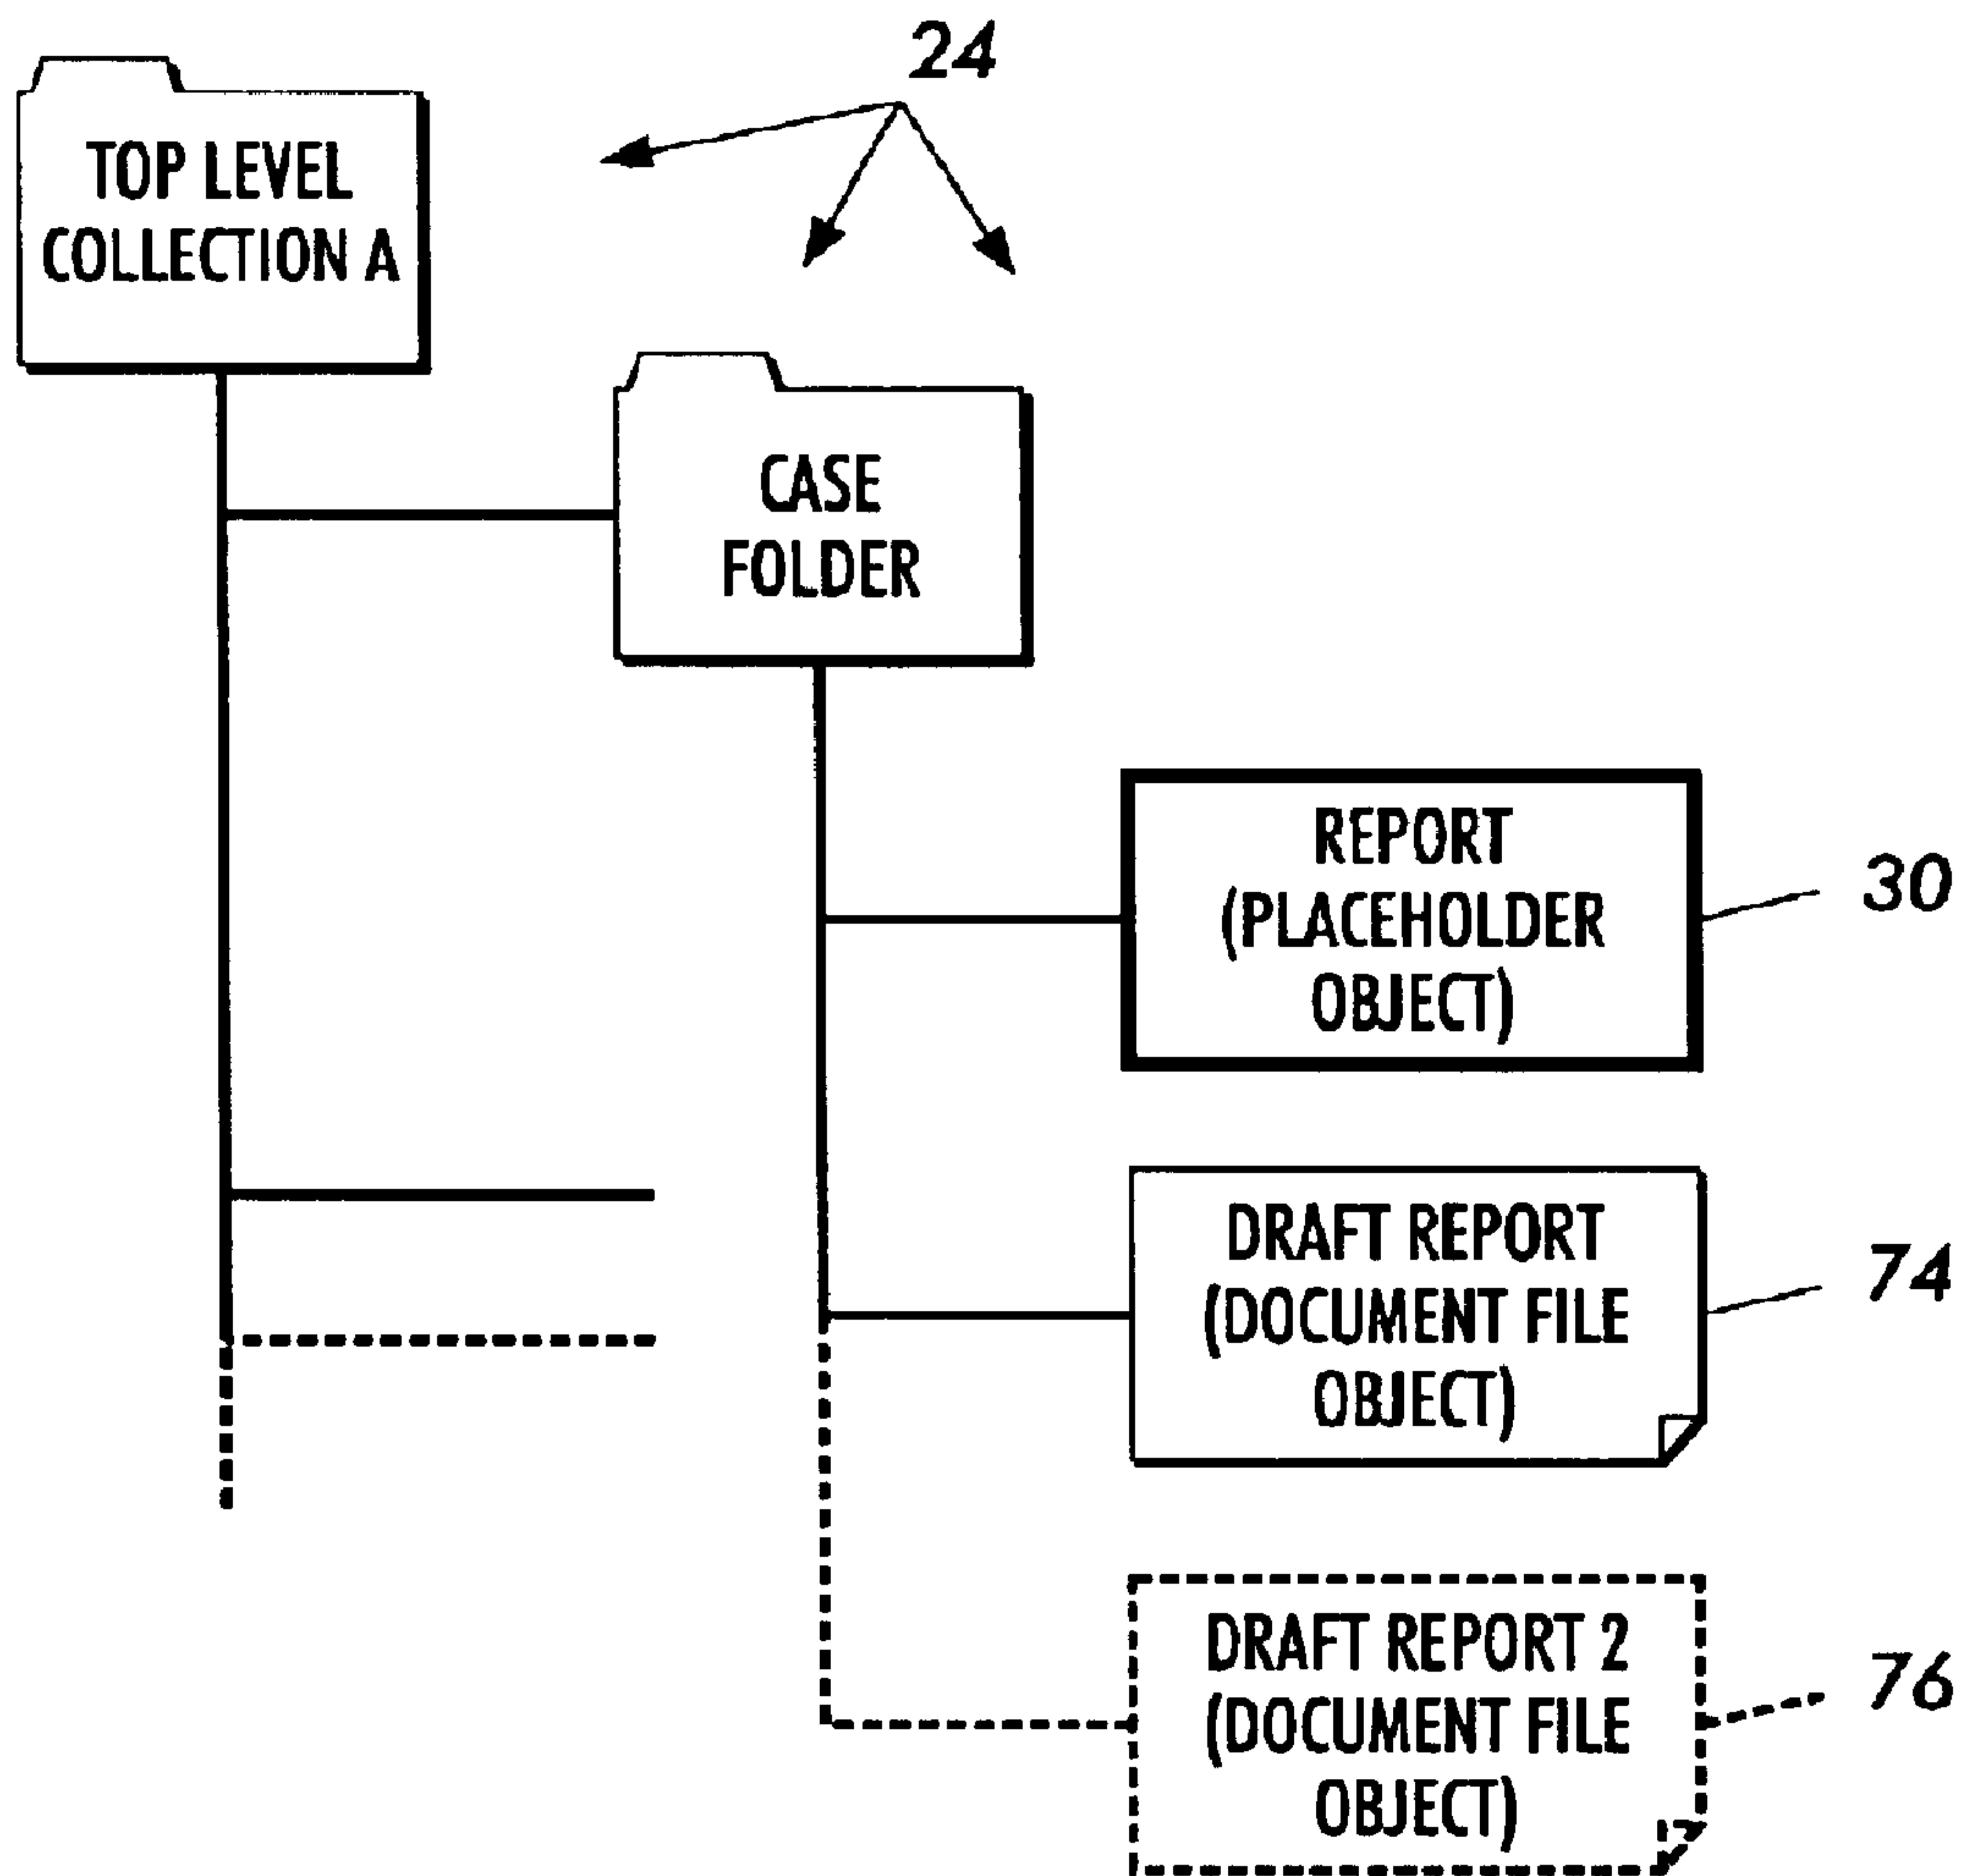 24
TOP LEVEL
COLLECTION A
CASE
FOLDER
REPORT
(PLACEHOLDER
OBJECT)
30
DRAFT REPORT
(DOCUMENT FILE
OBJECT)
74
DRAFT REPORT 2
(DOCUMENT FILE
OBJECT)
76